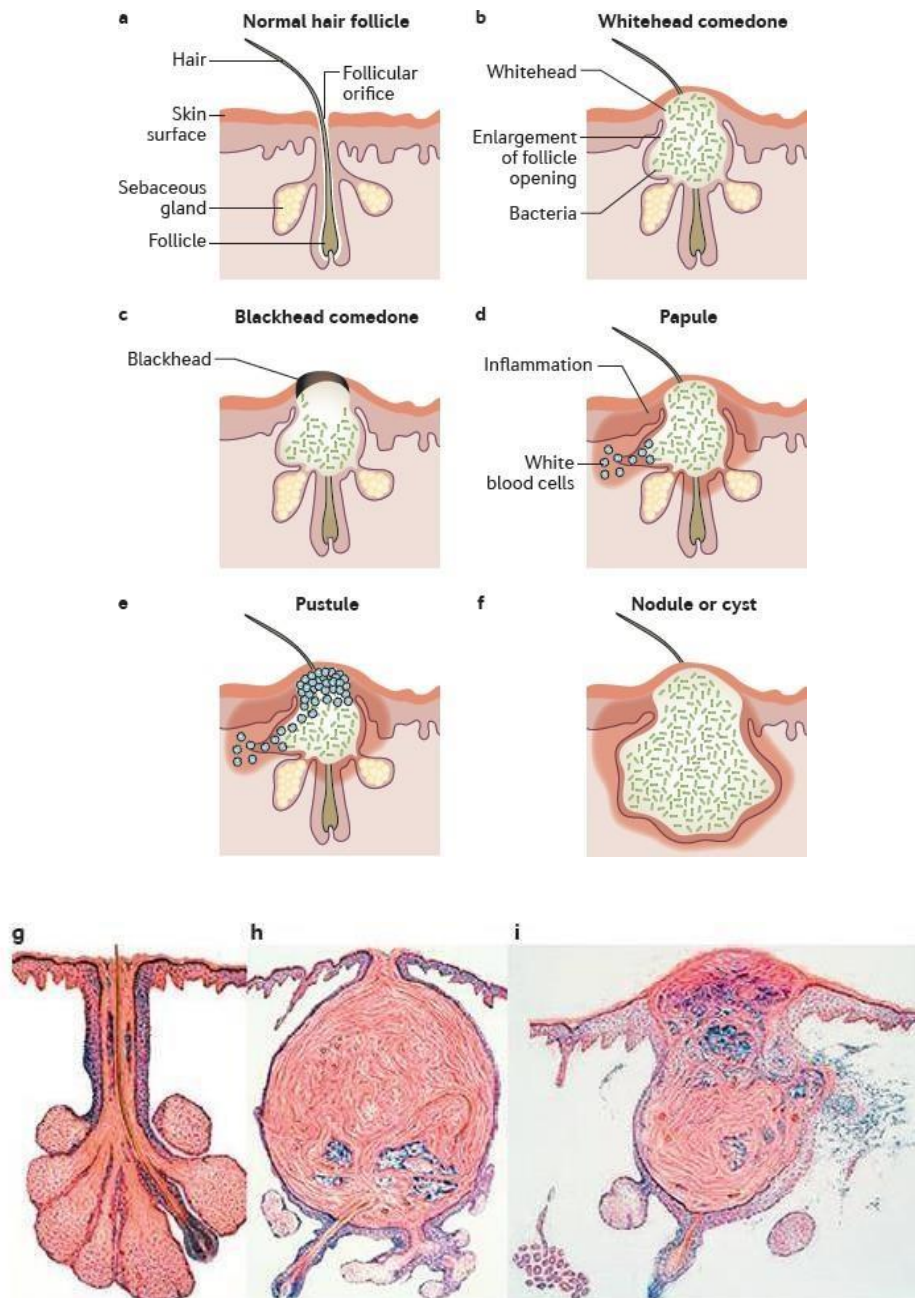 a
Normal hair follicle
Hair
Follicular
orifice
Skin
surface
Sebaceous
gland
Follicle
b
Whitehead comedone
Whitehead
Enlargement
of follicle
opening
Bacteria
c
Blackhead comedone
Blackhead
d
Papule
Inflammation
White
blood cells
e
Pustule
f
Nodule or cyst
g
h
i